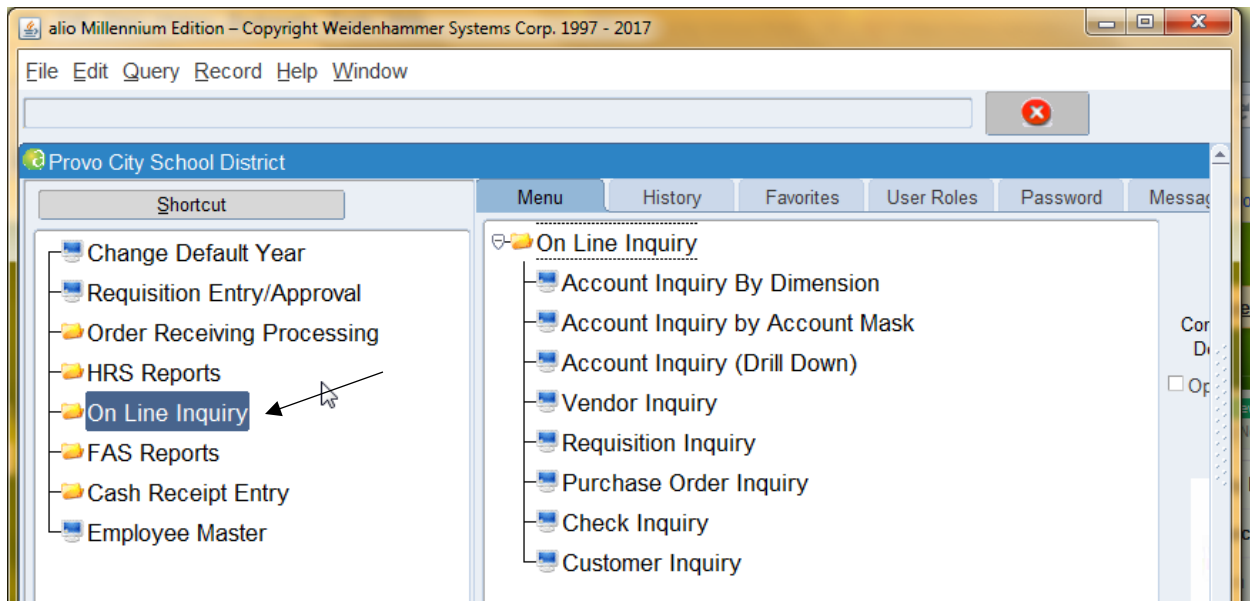 alio Millennium Edition – Copyright Weidenhammer Systems Corp. 1997 - 2017
File Edit Query Record Help Window
Provo City School District
Shortcut
Menu History Favorites User Roles Password
Change Default Year
Requisition Entry/Approval
Order Receiving Processing
HRS Reports
On Line Inquiry
FAS Reports
Cash Receipt Entry
Employee Master
On Line Inquiry
Account Inquiry By Dimension
Account Inquiry by Account Mask
Account Inquiry (Drill Down)
Vendor Inquiry
Requisition Inquiry
Purchase Order Inquiry
Check Inquiry
Customer Inquiry